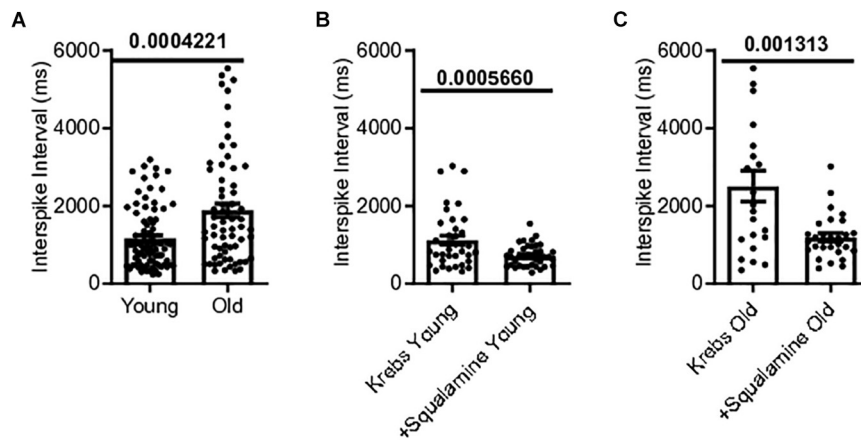 A
0.0004221
Interspike Interval (ms)
6000
4000
2000
0
Young Old
B
0.0005660
Interspike Interval (ms)
6000
4000
2000
0
Krebs Young
+Squalamine Young
C
0.001313
Interspike Interval (ms)
6000
4000
2000
0
Krebs Old
+Squalamine Old